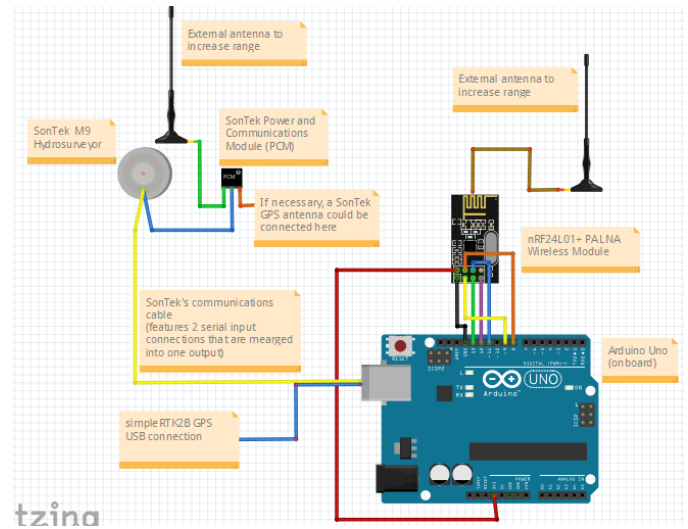 External antenna to
increase range
External antenna to
increase range
SonTek M9
Hydrosurveyor
SonTek Power and
Communications
Module (PCM)
PCM
If necessary, a SonTek
GPS antenna could be
connected here
nRF24L01+ PALNA
Wireless Module
SonTek's communications
cable
(features 2 serial input
connections that are mearged
into one output)
RESET
ICSP2
AREF
GND
DIGITAL (PWM~)
L
TX
RX
UNO
Arduino™
ON
ICSP
Arduino Uno
(onboard)
simpleRTK2B GPS
USB connection
POWER
ANALOG IN
tzing